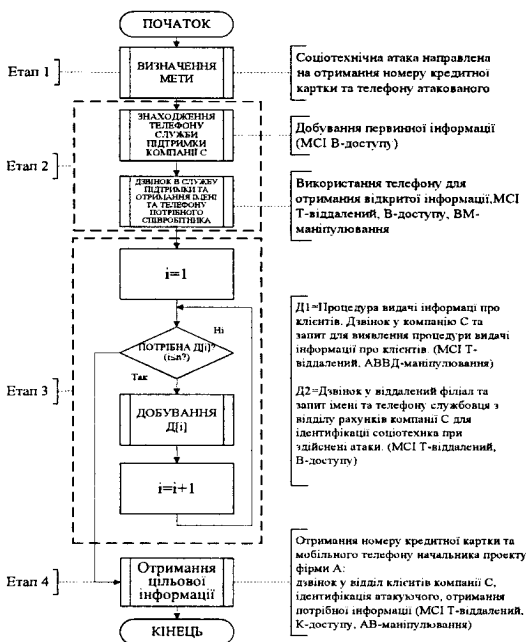 ПОЧАТОК
Етап 1
ВИЗНАЧЕННЯ
МЕТИ
Соціотехнічна атака направлена
на отримання номеру кредитної
картки та телефону атакованого
Етап 2
ЗНАХОДЖЕННЯ
ТЕЛЕФОНУ
СЛУЖБИ
ПІДТРИМКИ
КОМПАНІЇ С
Добування первинної інформації
(МСІ В-доступу)
ДЗВІНОК В СЛУЖБУ
ПІДТРИМКИ ТА
ОТРИМАННЯ ІМЕНІ
ТА ТЕЛЕФОНУ
ПОТРІБНОГО
СПІВРОБІТНИКА
Використання телефону для
отримання відкритої інформації,МСІ
Т-віддалений, В-доступу, ВМ-
маніпулювання
Етап 3
i=1
Ні
ПОТРІБНА Д[i]?
(i≤n?)
Так
ДОБУВАННЯ
Д[i]
i=i+1
Д1=Процедура видачі інформації про
клієнтів. Дзвінок у компанію С та
запит для виявлення процедури видачі
інформації про клієнтів. (МСІ Т-
віддалений, АВВД-маніпулювання)
Д2=Дзвінок у віддалений філіал та
запит імені та телефону службовця з
відділу рахунків компанії С для
ідентифікації соціотехника при
здійснені атаки. (МСІ Т-віддалений,
В-доступу)
Етап 4
Отримання
цільової
інформації
Отримання номеру кредитної картки та
мобільного телефону начальника проекту
фірми А:
дзвінок у відділ клієнтів компанії С,
ідентифікація атакуючого, отримання
потрібної інформації (МСІ Т-віддалений,
К-доступу, АВ-маніпулювання)
КІНЕЦЬ